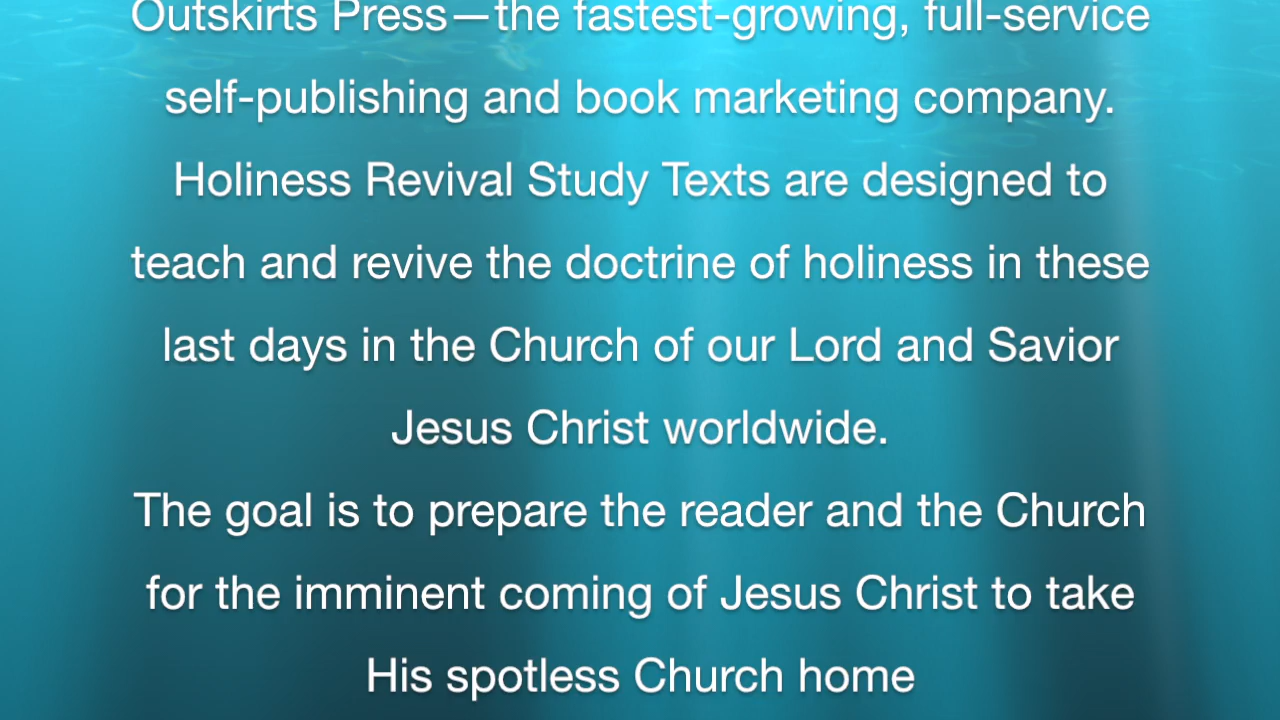 Outskirts Press—the fastest-growing, full-service
self-publishing and book marketing company.
Holiness Revival Study Texts are designed to
teach and revive the doctrine of holiness in these
last days in the Church of our Lord and Savior
Jesus Christ worldwide.
The goal is to prepare the reader and the Church
for the imminent coming of Jesus Christ to take
His spotless Church home